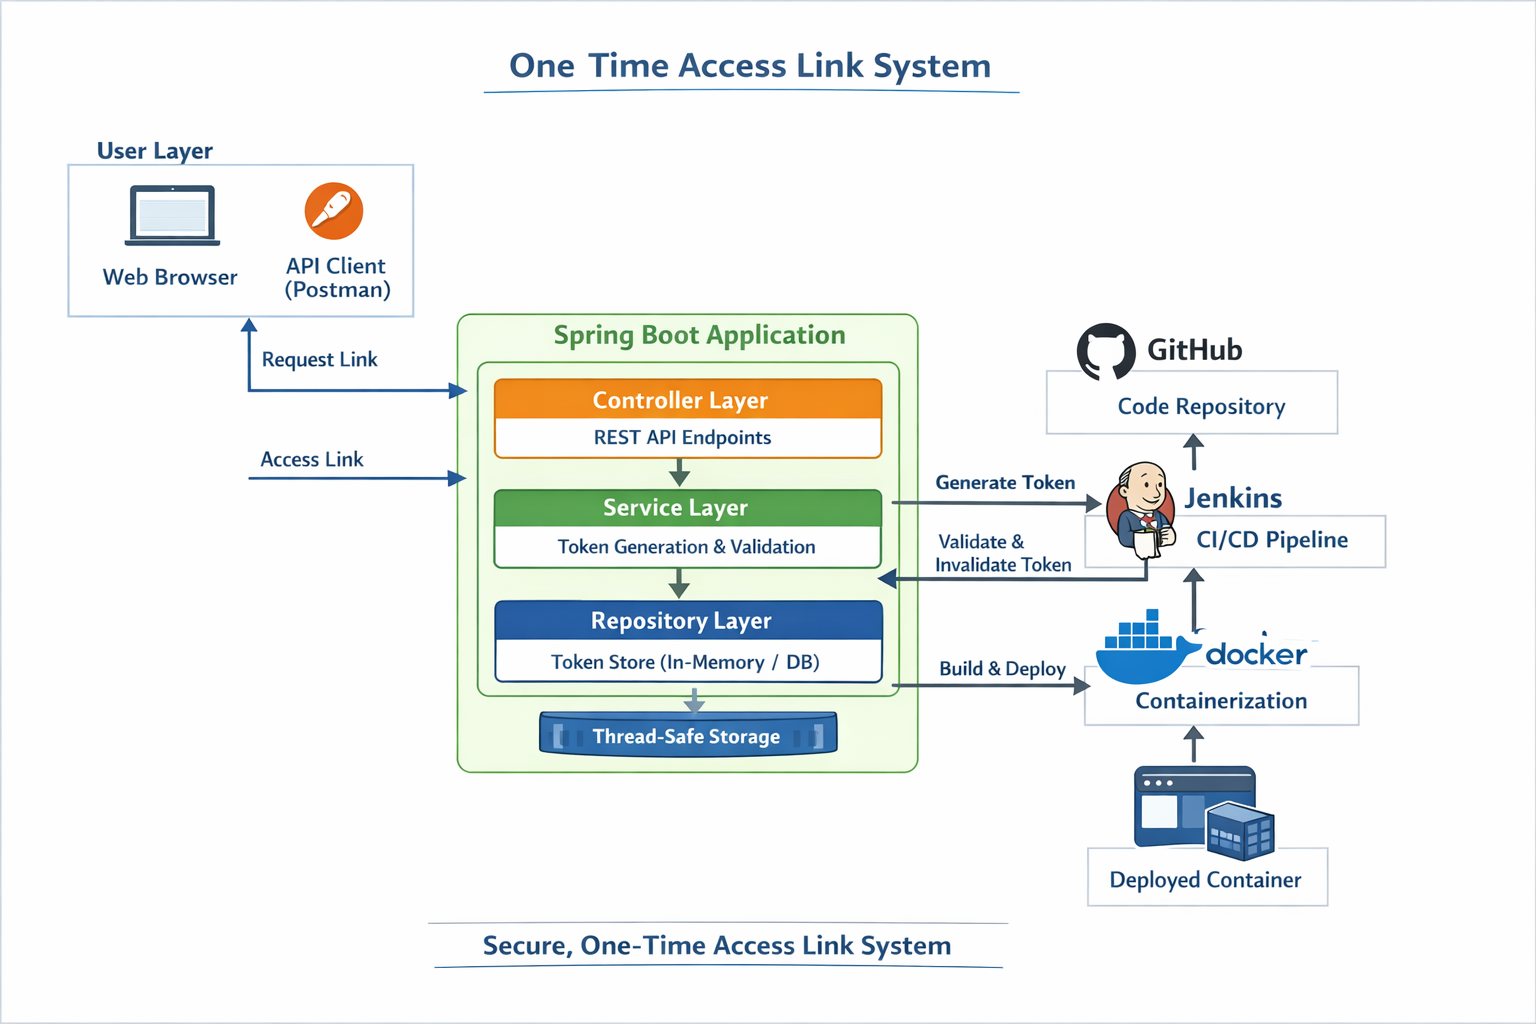 One Time Access Link System
User Layer
Web Browser
API Client
(Postman)
Request Link
Access Link
Spring Boot Application
Controller Layer
REST API Endpoints
Service Layer
Token Generation & Validation
Repository Layer
Token Store (In-Memory / DB)
Thread-Safe Storage
Generate Token
Validate &
Invalidate Token
Build & Deploy
GitHub
Code Repository
Jenkins
CI/CD Pipeline
docker
Containerization
Deployed Container
Secure, One-Time Access Link System